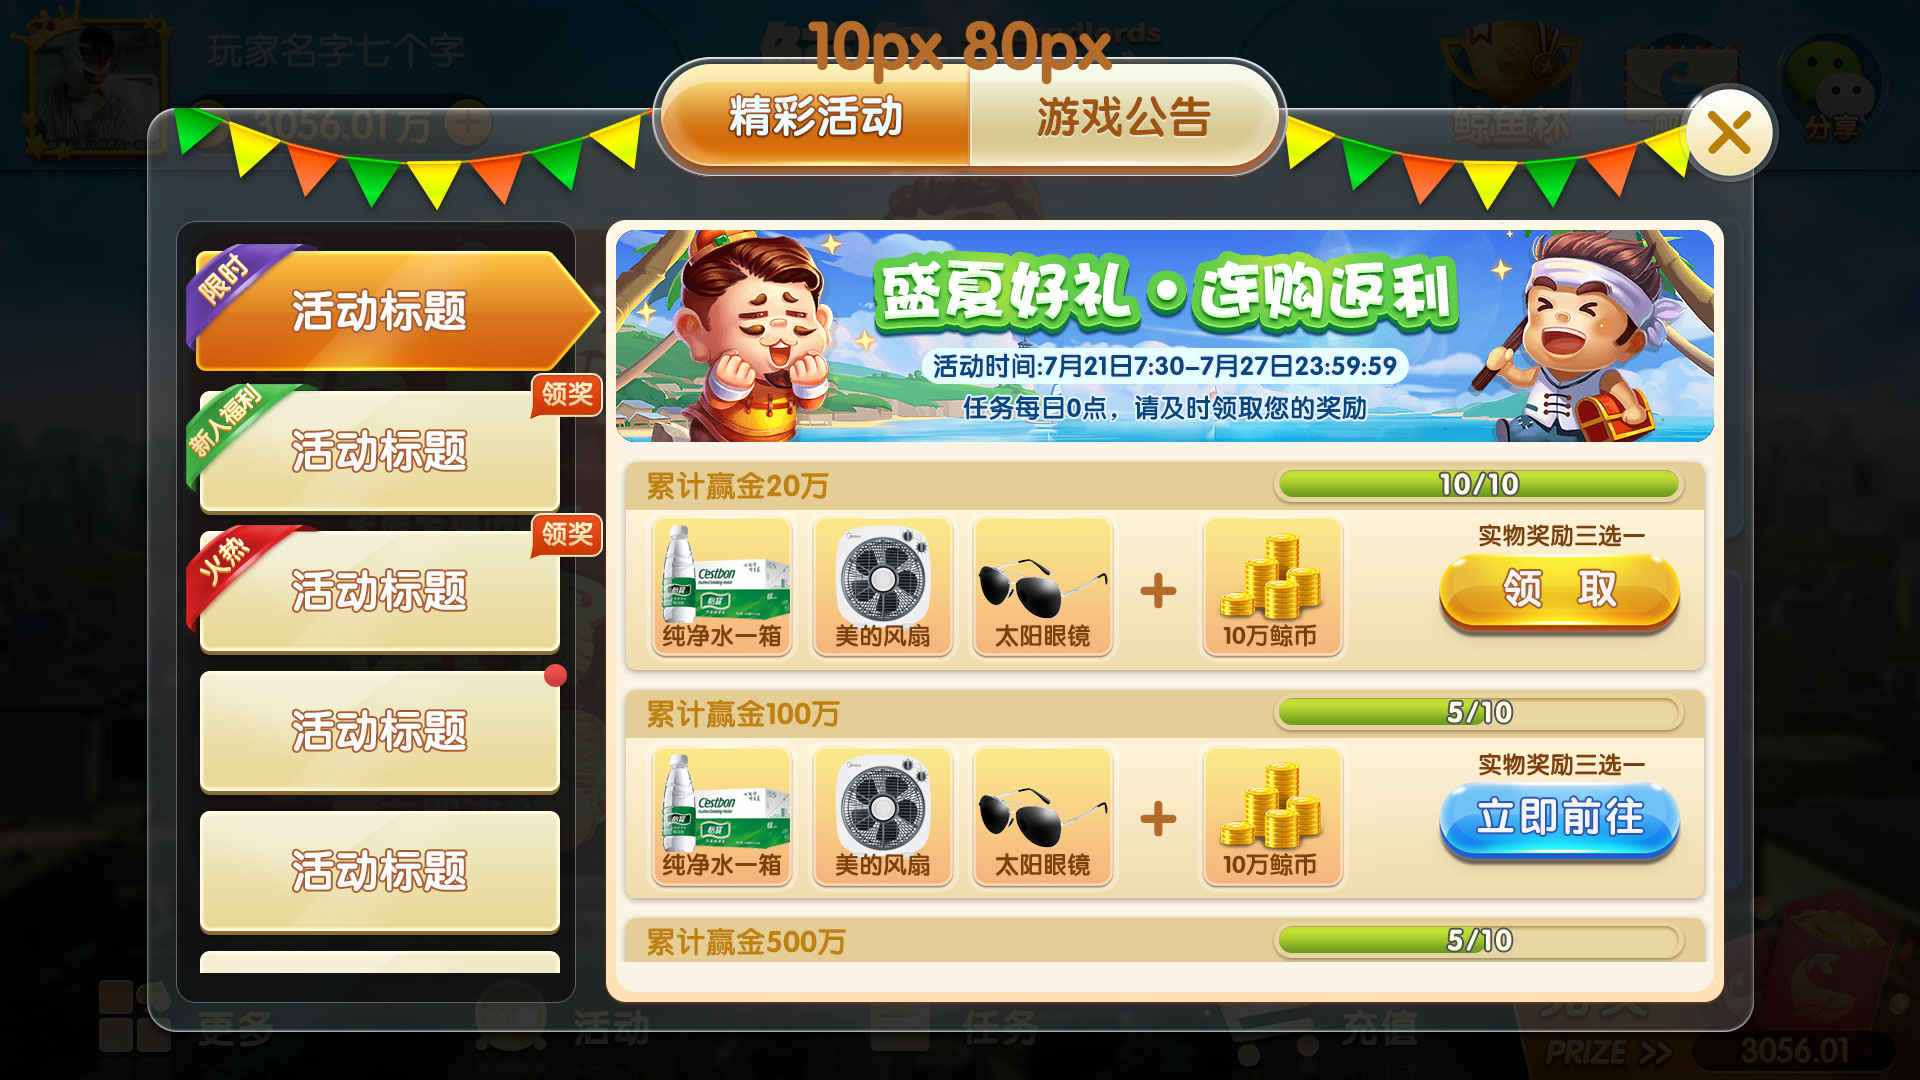 10px 80px
玩家名字七个字
3056.01万
鲸鱼杯
分享
精彩活动
游戏公告
限时
活动标题
新人福利
领奖
活动标题
火热
领奖
活动标题
活动标题
活动标题
盛夏好礼·连购返利
活动时间:7月21日7:30-7月27日23:59:59
任务每日0点，请及时领取您的奖励
累计赢金20万
10/10
Cestbon
怡宝
纯净水一箱
美的风扇
太阳眼镜
+
10万鲸币
实物奖励三选一
领 取
累计赢金100万
5/10
Cestbon
怡宝
纯净水一箱
美的风扇
太阳眼镜
+
10万鲸币
实物奖励三选一
立即前往
累计赢金500万
5/10
更多
活动
任务
充值
PRIZE >>
3056.01